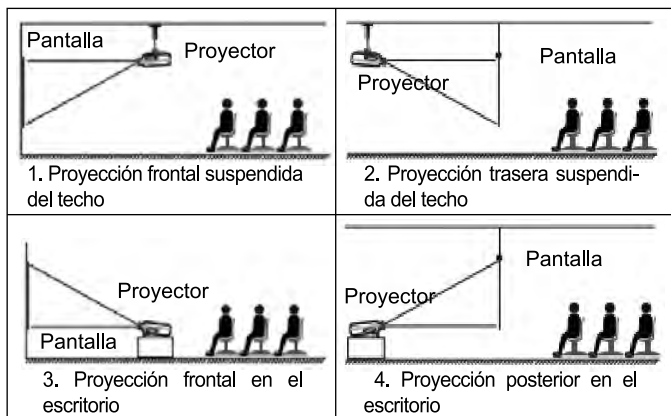 Pantalla
Proyector
1. Proyección frontal suspendida
del techo
Pantalla
Proyector
2. Proyección trasera suspendi-
da del techo
Proyector
Pantalla
3. Proyección frontal en el
escritorio
Pantalla
Proyector
4. Proyección posterior en el
escritorio